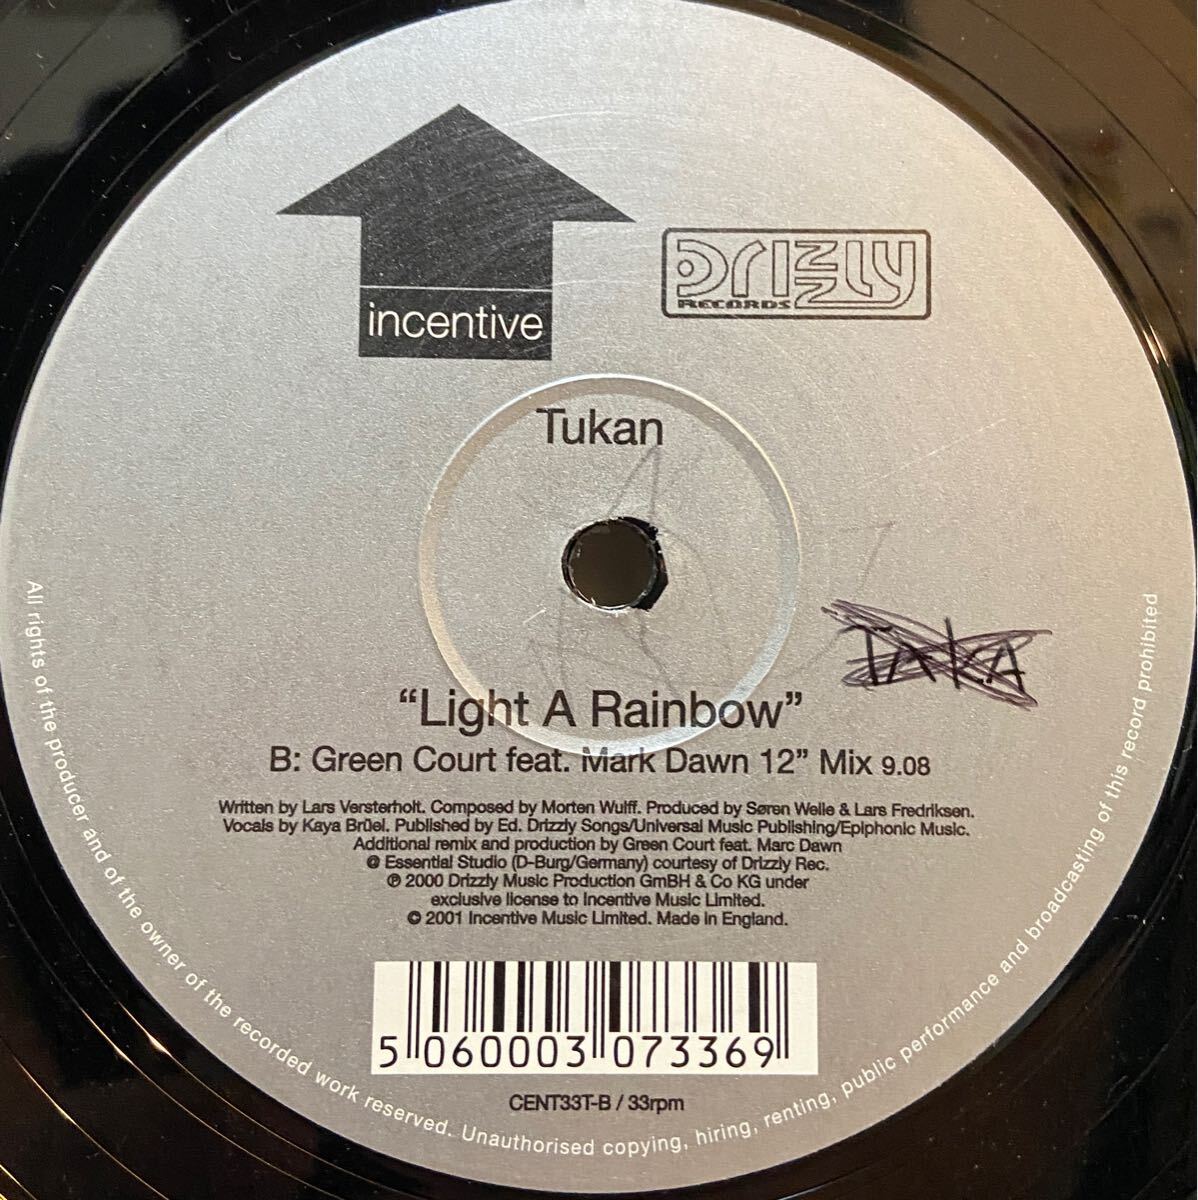 incentive
DRIZZLY
RECORDS
Tukan
TAKA
“Light A Rainbow”
B: Green Court feat. Mark Dawn 12” Mix 9.08
Written by Lars Versterholt. Composed by Morten Wulff. Produced by Søren Weile & Lars Fredriksen.
Vocals by Kaya Brüel. Published by Ed. Drizzly Songs/Universal Music Publishing/Epiphonic Music.
Additional remix and production by Green Court feat. Marc Dawn
@ Essential Studio (D-Burg/Germany) courtesy of Drizzly Rec.
℗ 2000 Drizzly Music Production GmBH & Co KG under
exclusive license to Incentive Music Limited.
© 2001 Incentive Music Limited. Made in England.
5 060003 073369
CENT33T-B / 33rpm
All rights of the producer and of the owner of the recorded work reserved. Unauthorised copying, hiring, renting, public performance and broadcasting of this record prohibited